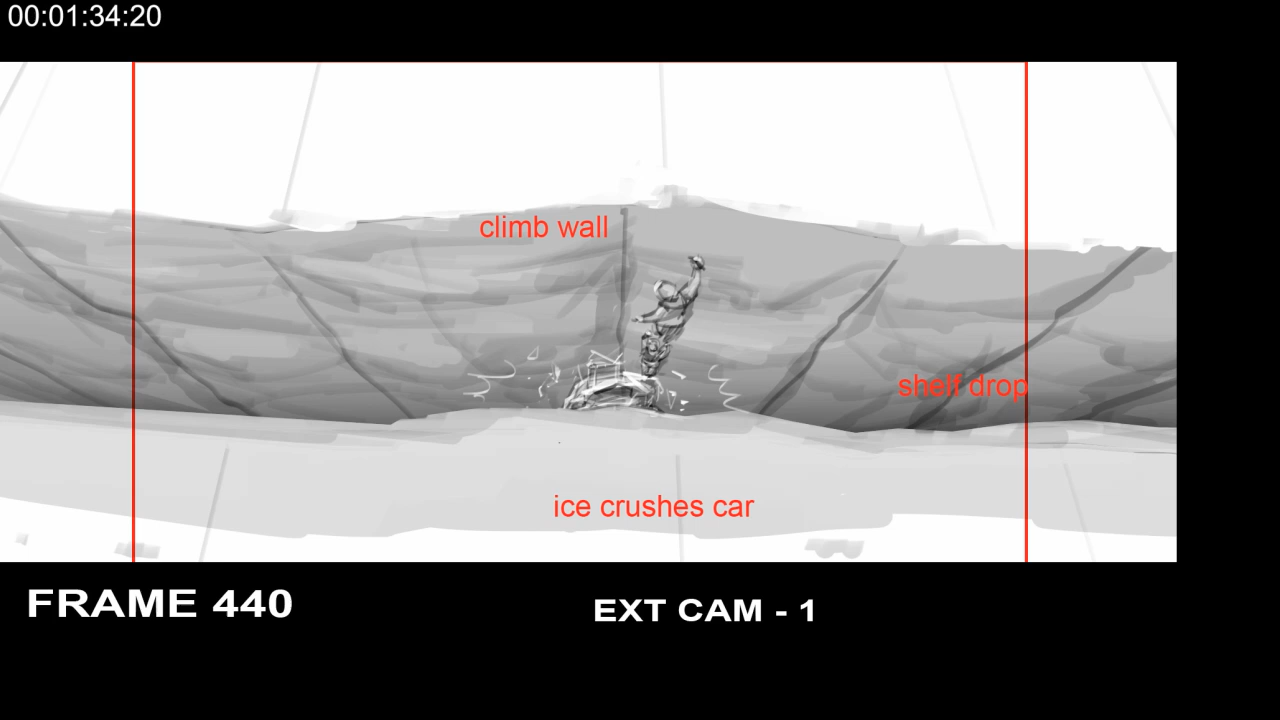 00:01:34:20
climb wall
shelf drop
ice crushes car
FRAME 440
EXT CAM - 1